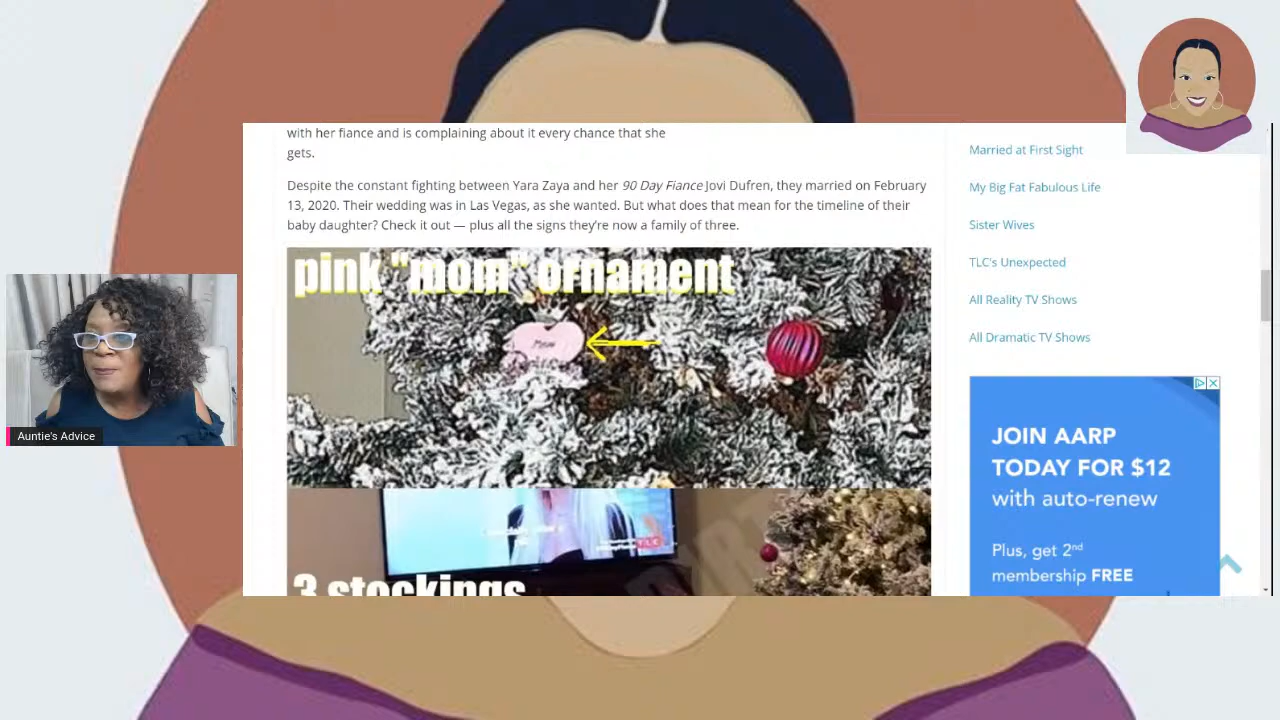 with her fiance and is complaining about it every chance that she
gets.
Despite the constant fighting between Yara Zaya and her 90 Day Fiance Jovi Dufren, they married on February
13, 2020. Their wedding was in Las Vegas, as she wanted. But what does that mean for the timeline of their
baby daughter? Check it out — plus all the signs they're now a family of three.
pink "mom" ornament
Mom
3 stockings
TLC
Married at First Sight
My Big Fat Fabulous Life
Sister Wives
TLC's Unexpected
All Reality TV Shows
All Dramatic TV Shows
JOIN AARP
TODAY FOR $12
with auto-renew
Plus, get 2nd
membership FREE
Auntie's Advice